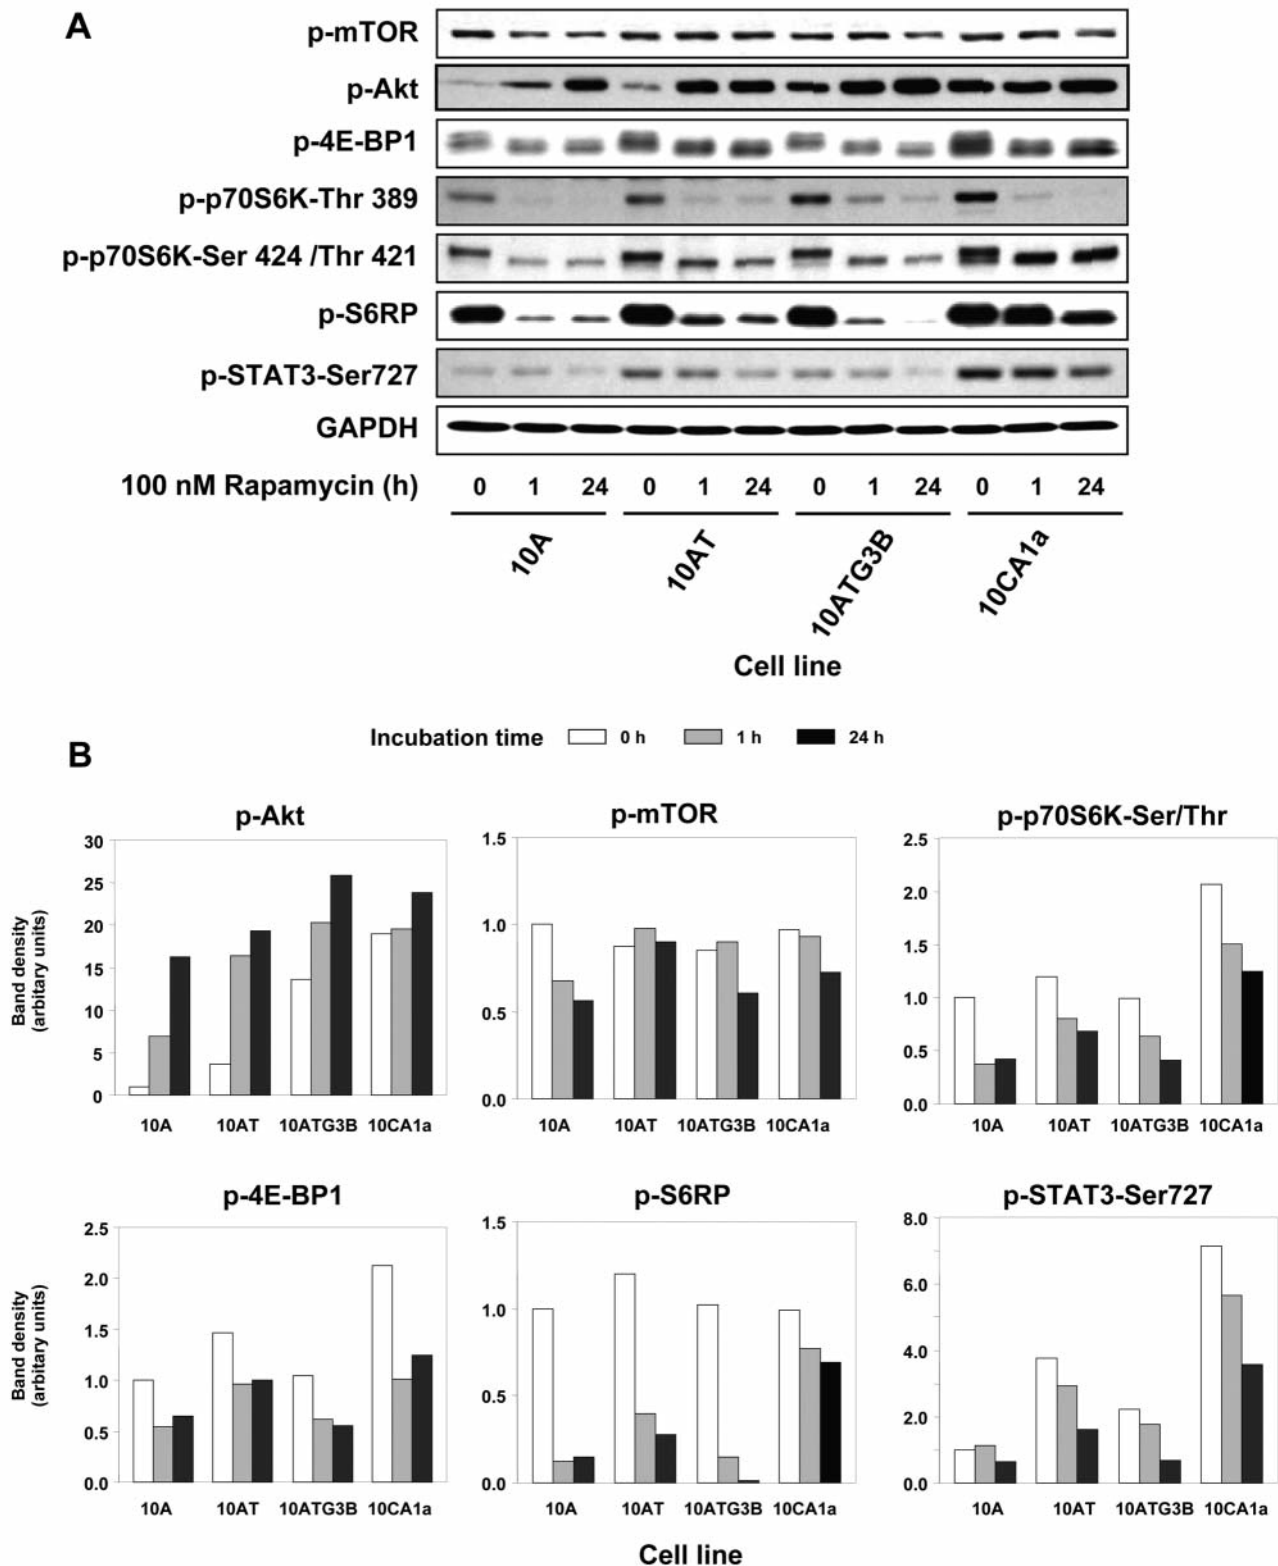 A
p-mTOR
p-Akt
p-4E-BP1
p-p70S6K-Thr 389
p-p70S6K-Ser 424 /Thr 421
p-S6RP
p-STAT3-Ser727
GAPDH
100 nM Rapamycin (h) 0 1 24 0 1 24 0 1 24 0 1 24
10A 10AT 10ATG3B 10CA1a
Cell line
B
Incubation time 0 h 1 h 24 h
p-Akt
Band density
(arbitary units)
30
25
20
15
10
5
0
10A 10AT 10ATG3B 10CA1a
p-mTOR
1.5
1.0
0.5
0.0
10A 10AT 10ATG3B 10CA1a
p-p70S6K-Ser/Thr
2.5
2.0
1.5
1.0
0.5
0.0
10A 10AT 10ATG3B 10CA1a
p-4E-BP1
Band density
(arbitary units)
2.5
2.0
1.5
1.0
0.5
0.0
10A 10AT 10ATG3B 10CA1a
p-S6RP
1.5
1.0
0.5
0.0
10A 10AT 10ATG3B 10CA1a
p-STAT3-Ser727
8.0
6.0
4.0
2.0
0.0
10A 10AT 10ATG3B 10CA1a
Cell line